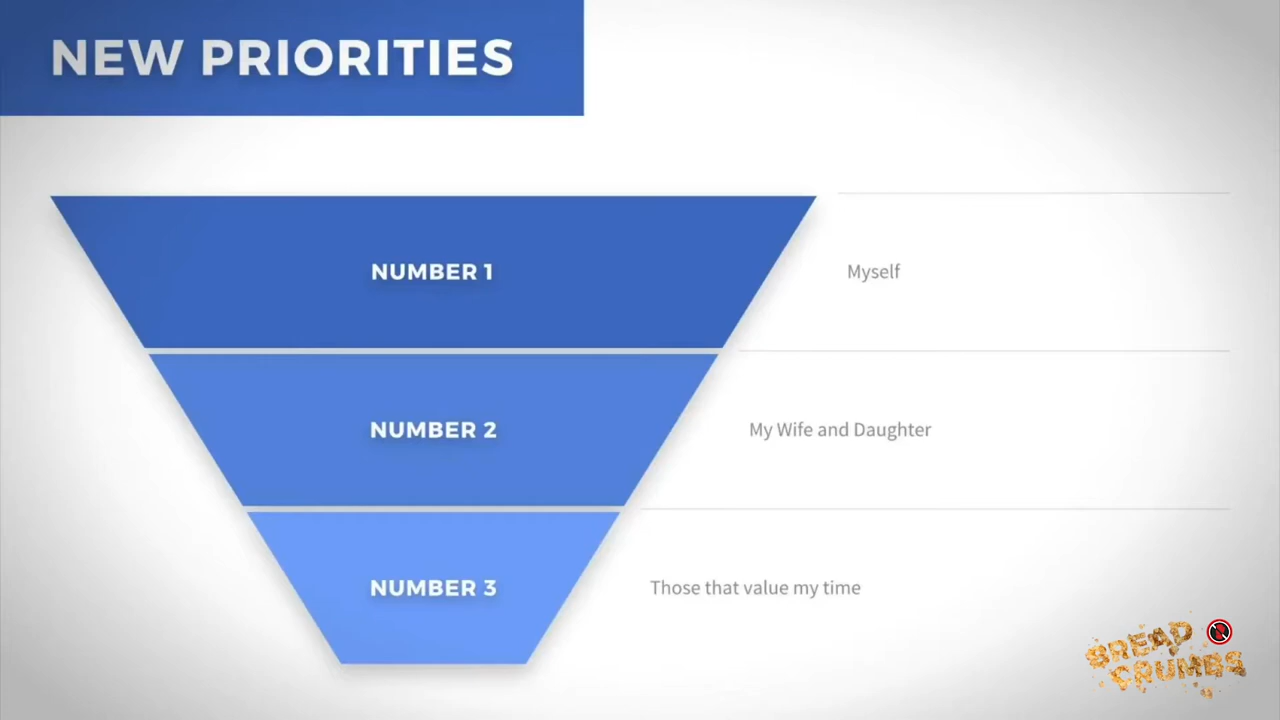 NEW PRIORITIES
NUMBER 1
Myself
NUMBER 2
My Wife and Daughter
NUMBER 3
Those that value my time
BREAD
CRUMBS